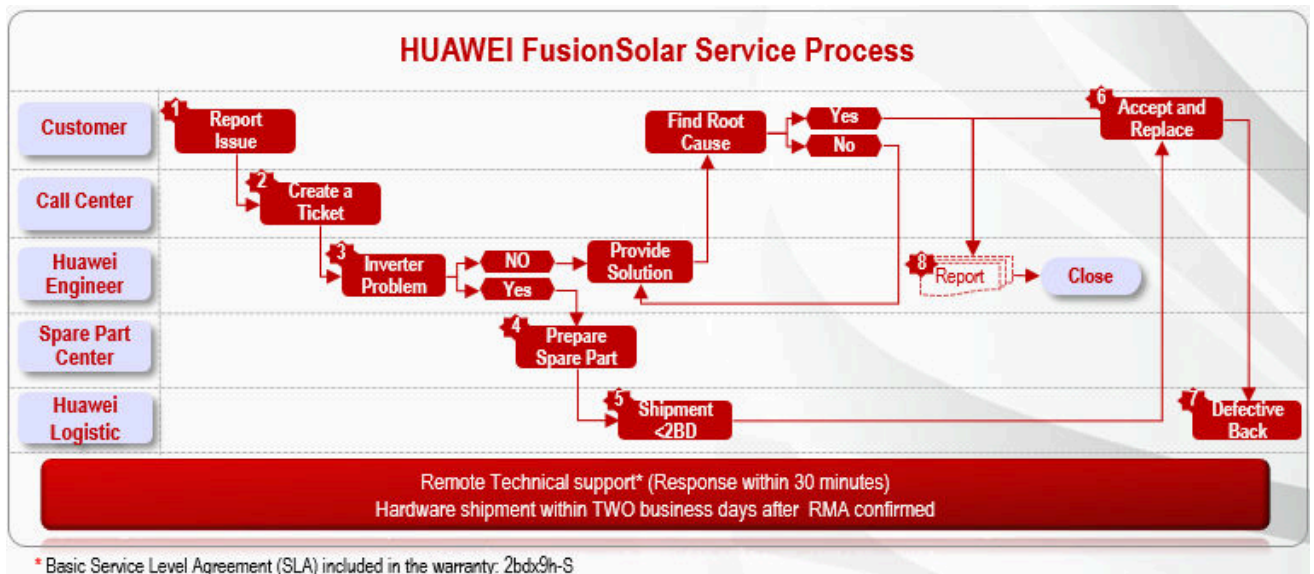 HUAWEI FusionSolar Service Process
Customer
1
Report
Issue
Find Root
Cause
Yes
No
6
Accept and
Replace
Call Center
2
Create a
Ticket
Huawei
Engineer
3
Inverter
Problem
NO
Yes
Provide
Solution
8
Report
Close
Spare Part
Center
4
Prepare
Spare Part
Huawei
Logistic
5
Shipment
<2BD
7
Defective
Back
Remote Technical support* (Response within 30 minutes)
Hardware shipment within TWO business days after RMA confirmed
* Basic Service Level Agreement (SLA) included in the warranty: 2bdx9h-S